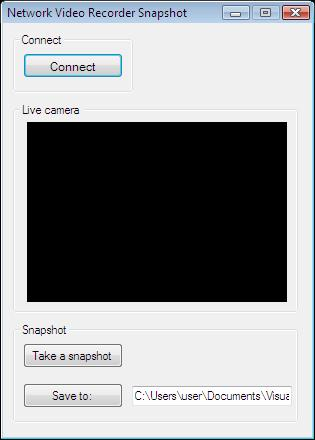 Network Video Recorder Snapshot
Connect
Connect
Live camera
Snapshot
Take a snapshot
Save to:
C:\Users\user\Documents\Visua